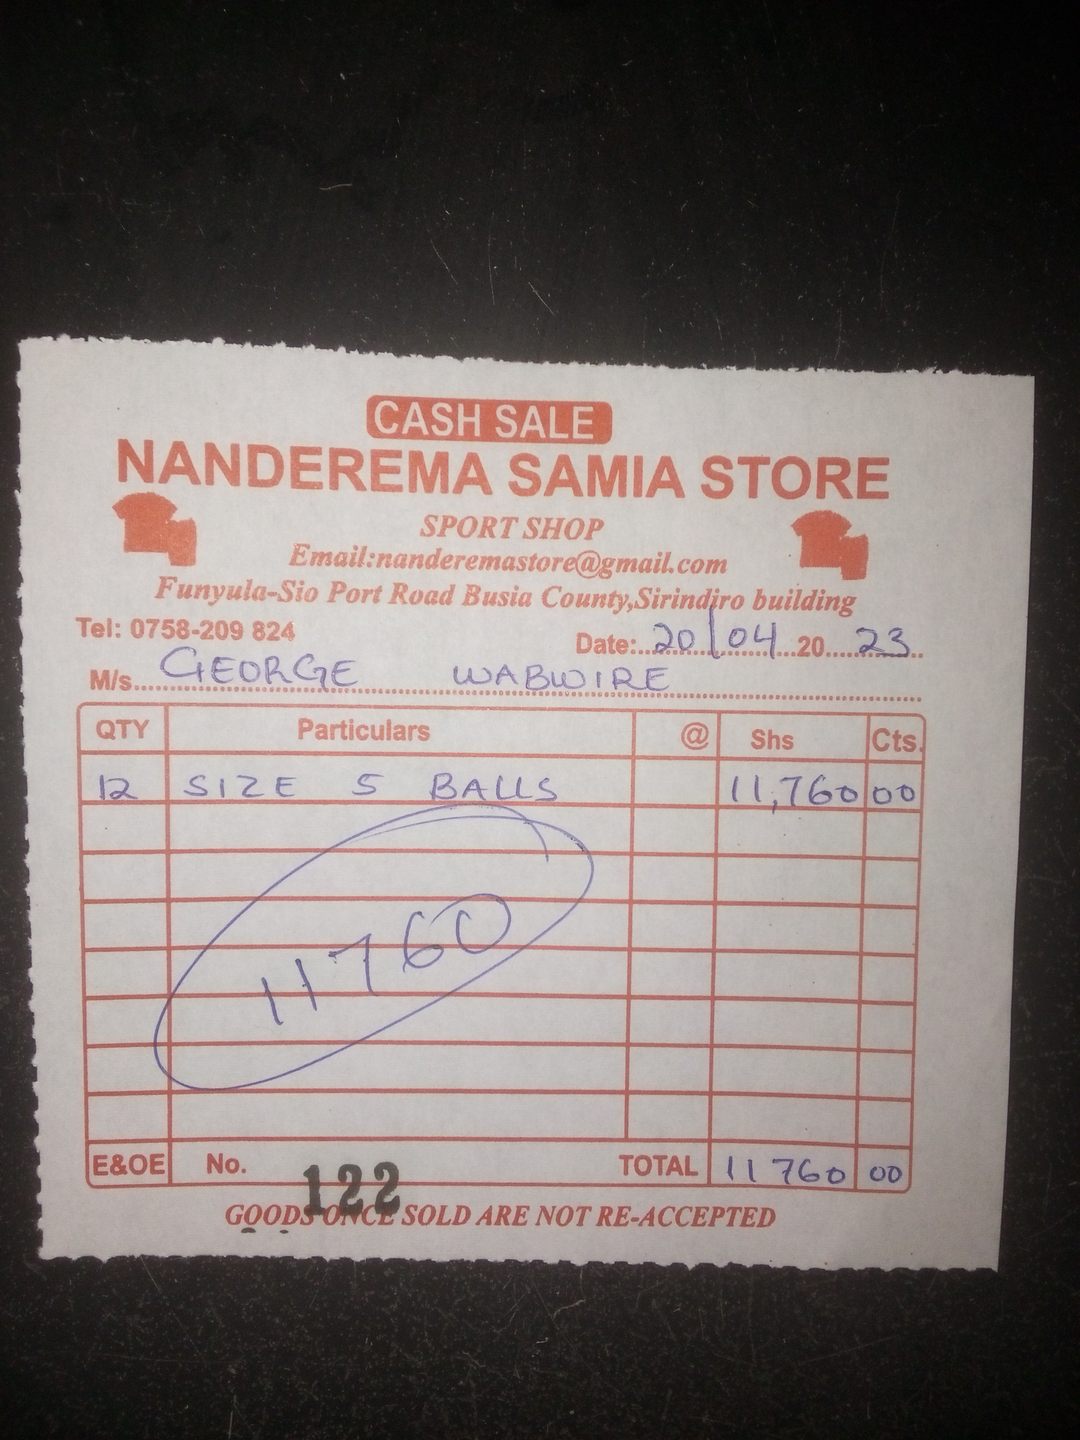 CASH SALE
NANDEREMA SAMIA STORE
SPORT SHOP
Email:nanderemastore@gmail.com
Funyula-Sio Port Road Busia County,Sirindiro building
Tel: 0758-209 824 Date:..20/04..20..23
M/s...GEORGE WABWIRE
QTY Particulars @ Shs Cts.
12 SIZE 5 BALLS 11,760 00
11760
E&OE No. 122 TOTAL 11760 00
GOODS ONCE SOLD ARE NOT RE-ACCEPTED